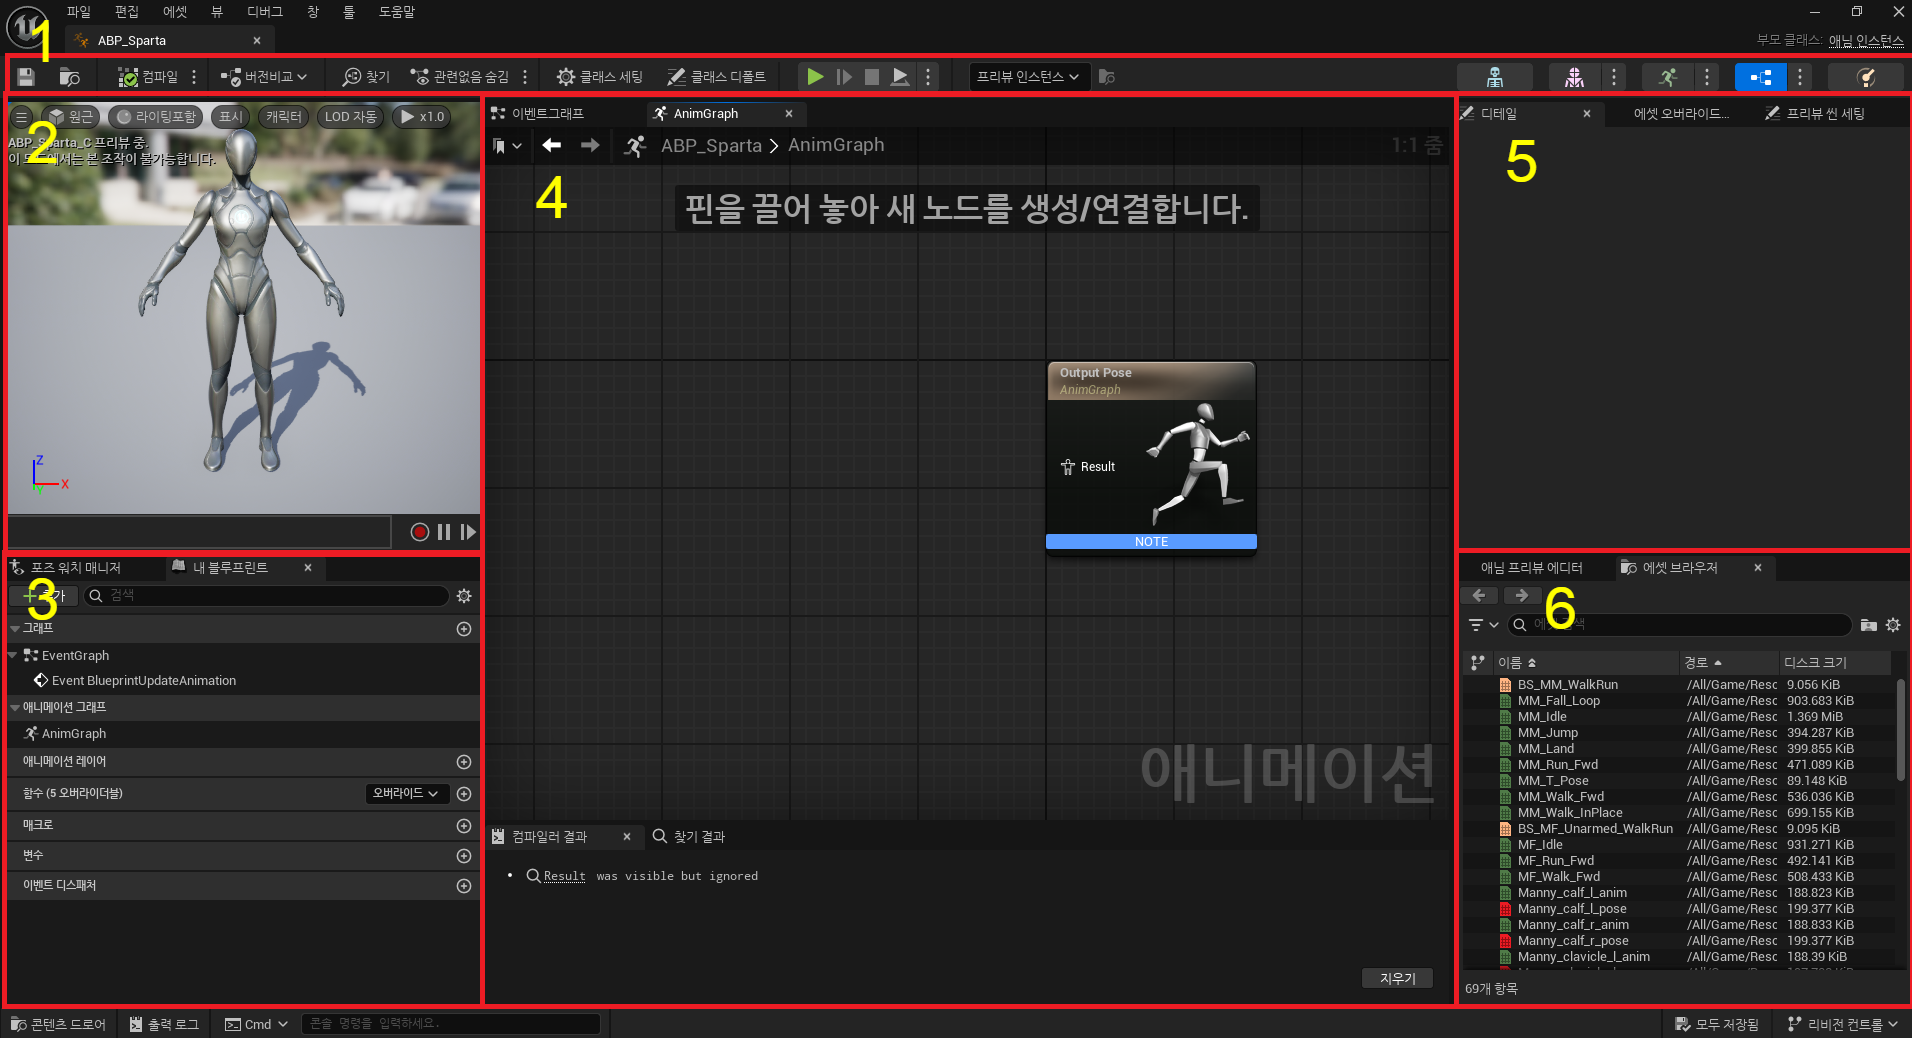 파일 편집 에셋 뷰 디버그 창 툴 도움말
1
ABP_Sparta
부모 클래스: 애님 인스턴스
컴파일 버전비교 찾기 관련없음 숨김 클래스 세팅 클래스 디폴트 프리뷰 인스턴스
원근 라이팅포함 표시 캐릭터 LOD 자동 x1.0
2
ABP_Sparta_C 프리뷰 중.
이 모드에서는 본 조작이 불가능합니다.
Z
X
Y
포즈 워치 매니저 내 블루프린트
3
추가 검색
그래프
EventGraph
Event BlueprintUpdateAnimation
애니메이션 그래프
AnimGraph
애니메이션 레이어
함수 (5 오버라이더블) 오버라이드
매크로
변수
이벤트 디스패처
이벤트그래프 AnimGraph
ABP_Sparta AnimGraph 1:1 줌
4
핀을 끌어 놓아 새 노드를 생성/연결합니다.
Output Pose
AnimGraph
Result
NOTE
애니메이션
컴파일러 결과 찾기 결과
Result was visible but ignored
지우기
디테일 에셋 오버라이드... 프리뷰 씬 세팅
5
애님 프리뷰 에디터 에셋 브라우저
6
에셋 검색
이름 경로 디스크 크기
BS_MM_WalkRun /All/Game/Resc 9.056 KiB
MM_Fall_Loop /All/Game/Resc 903.683 KiB
MM_Idle /All/Game/Resc 1.369 MiB
MM_Jump /All/Game/Resc 394.287 KiB
MM_Land /All/Game/Resc 399.855 KiB
MM_Run_Fwd /All/Game/Resc 471.089 KiB
MM_T_Pose /All/Game/Resc 89.148 KiB
MM_Walk_Fwd /All/Game/Resc 536.036 KiB
MM_Walk_InPlace /All/Game/Resc 699.155 KiB
BS_MF_Unarmed_WalkRun /All/Game/Resc 9.095 KiB
MF_Idle /All/Game/Resc 931.271 KiB
MF_Run_Fwd /All/Game/Resc 492.141 KiB
MF_Walk_Fwd /All/Game/Resc 508.433 KiB
Manny_calf_l_anim /All/Game/Resc 188.823 KiB
Manny_calf_l_pose /All/Game/Resc 199.377 KiB
Manny_calf_r_anim /All/Game/Resc 188.833 KiB
Manny_calf_r_pose /All/Game/Resc 199.377 KiB
Manny_clavicle_l_anim /All/Game/Resc 188.39 KiB
69개 항목
콘텐츠 드로어 출력 로그 Cmd 콘솔 명령을 입력하세요. 모두 저장됨 리비전 컨트롤